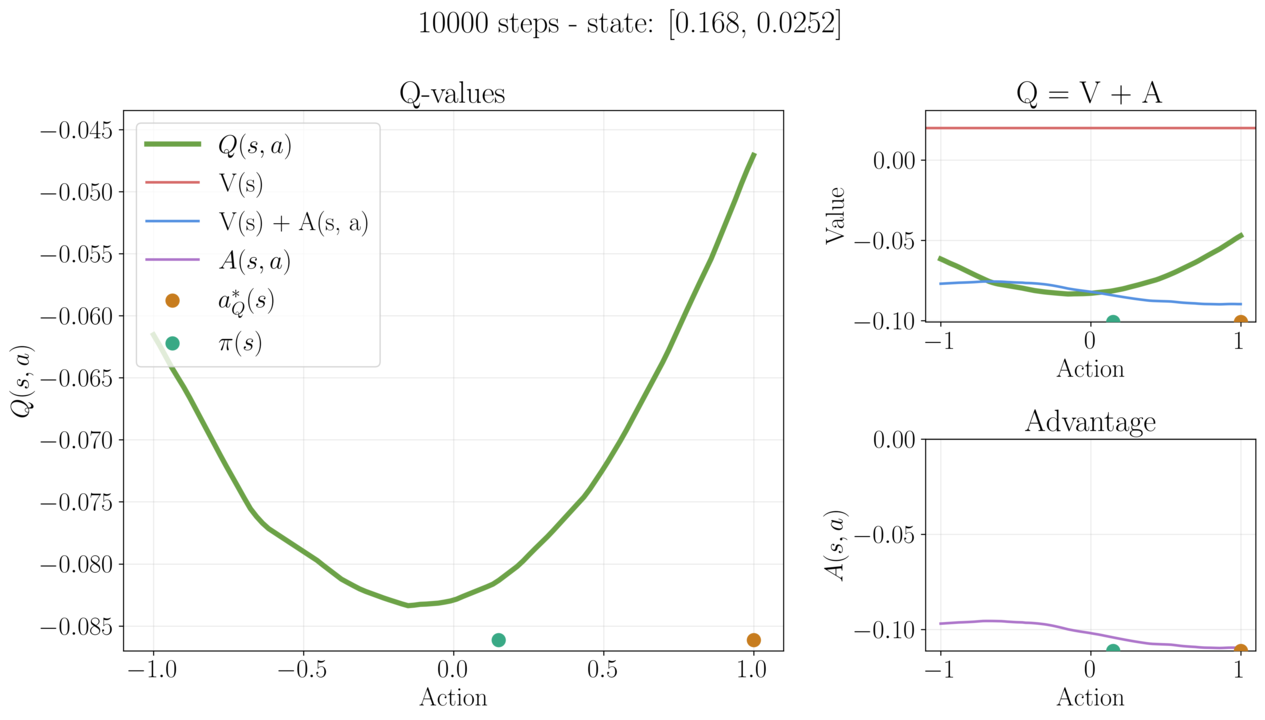 10000 steps - state: [0.168, 0.0252]
Q-values
−0.045
−0.050
−0.055
−0.060
−0.065
−0.070
−0.075
−0.080
−0.085
Q(s, a)
Q(s, a)
V(s)
V(s) + A(s, a)
A(s, a)
a*_Q(s)
π(s)
−1.0
−0.5
0.0
0.5
1.0
Action
Q = V + A
0.00
−0.05
−0.10
Value
−1
0
1
Action
Advantage
0.00
−0.05
−0.10
A(s, a)
−1
0
1
Action